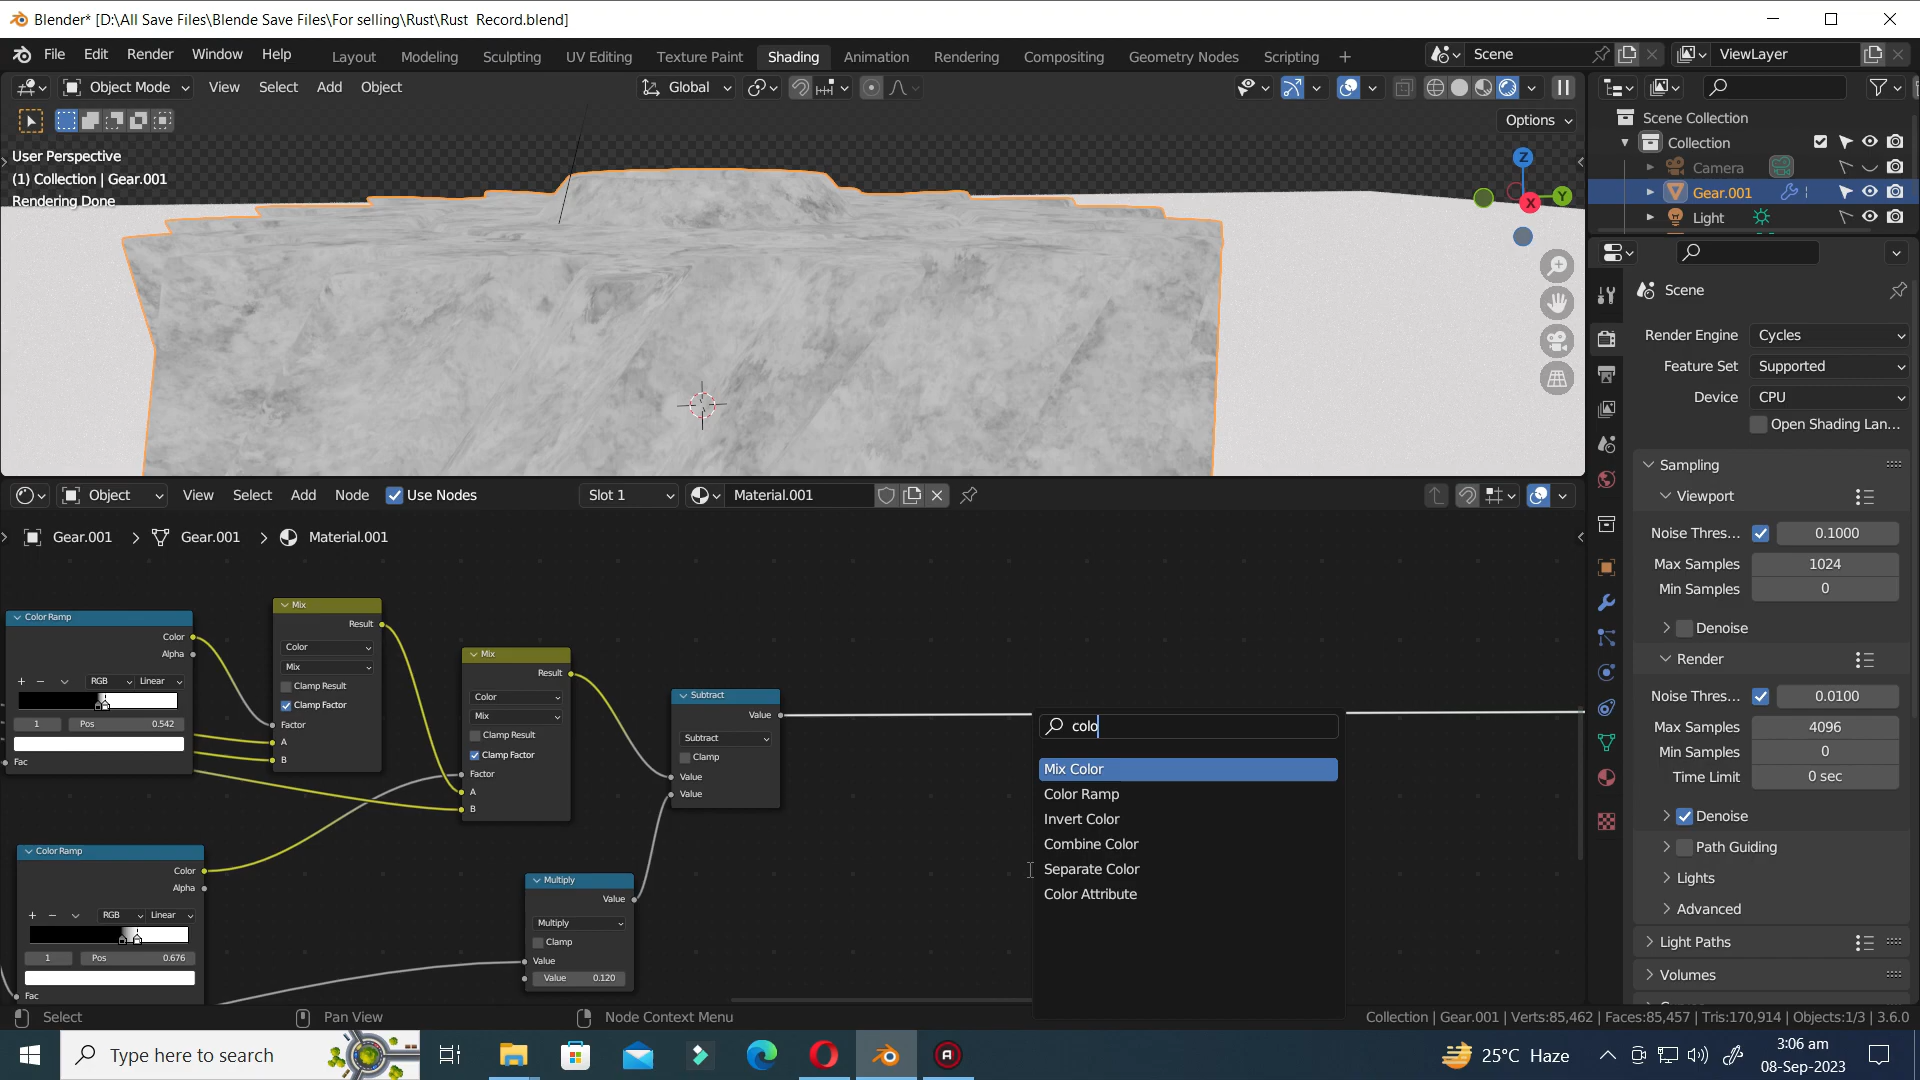 Blender* [D:\All Save Files\Blende Save Files\For selling\Rust\Rust  Record.blend]
File Edit Render Window Help
Layout Modeling Sculpting UV Editing Texture Paint Shading Animation Rendering Compositing Geometry Nodes Scripting +
Scene ViewLayer
Object Mode View Select Add Object Global
Options
User Perspective
(1) Collection | Gear.001
Rendering Done
Z
Y
X
Scene Collection
Collection
Camera
Gear.001
Light
Scene
Render Engine Cycles
Feature Set Supported
Device CPU
Open Shading Lan...
Sampling
Viewport
Noise Thres... 0.1000
Max Samples 1024
Min Samples 0
Denoise
Render
Noise Thres... 0.0100
Max Samples 4096
Min Samples 0
Time Limit 0 sec
Denoise
Path Guiding
Lights
Advanced
Light Paths
Volumes
Object View Select Add Node Use Nodes Slot 1 Material.001
Gear.001 > Gear.001 > Material.001
Color Ramp
Color
Alpha
RGB Linear
1 Pos 0.542
Fac
Mix
Result
Color
Mix
Clamp Result
Clamp Factor
Factor
A
B
Mix
Result
Color
Mix
Clamp Result
Clamp Factor
Factor
A
B
Subtract
Value
Subtract
Clamp
Value
Value
Color Ramp
Color
Alpha
RGB Linear
1 Pos 0.676
Fac
Multiply
Value
Multiply
Clamp
Value
Value 0.120
colo
Mix Color
Color Ramp
Invert Color
Combine Color
Separate Color
Color Attribute
Select Pan View Node Context Menu
Collection | Gear.001 | Verts:85,462 | Faces:85,457 | Tris:170,914 | Objects:1/3 | 3.6.0
Type here to search
25°C Haze
3:06 am
08-Sep-2023